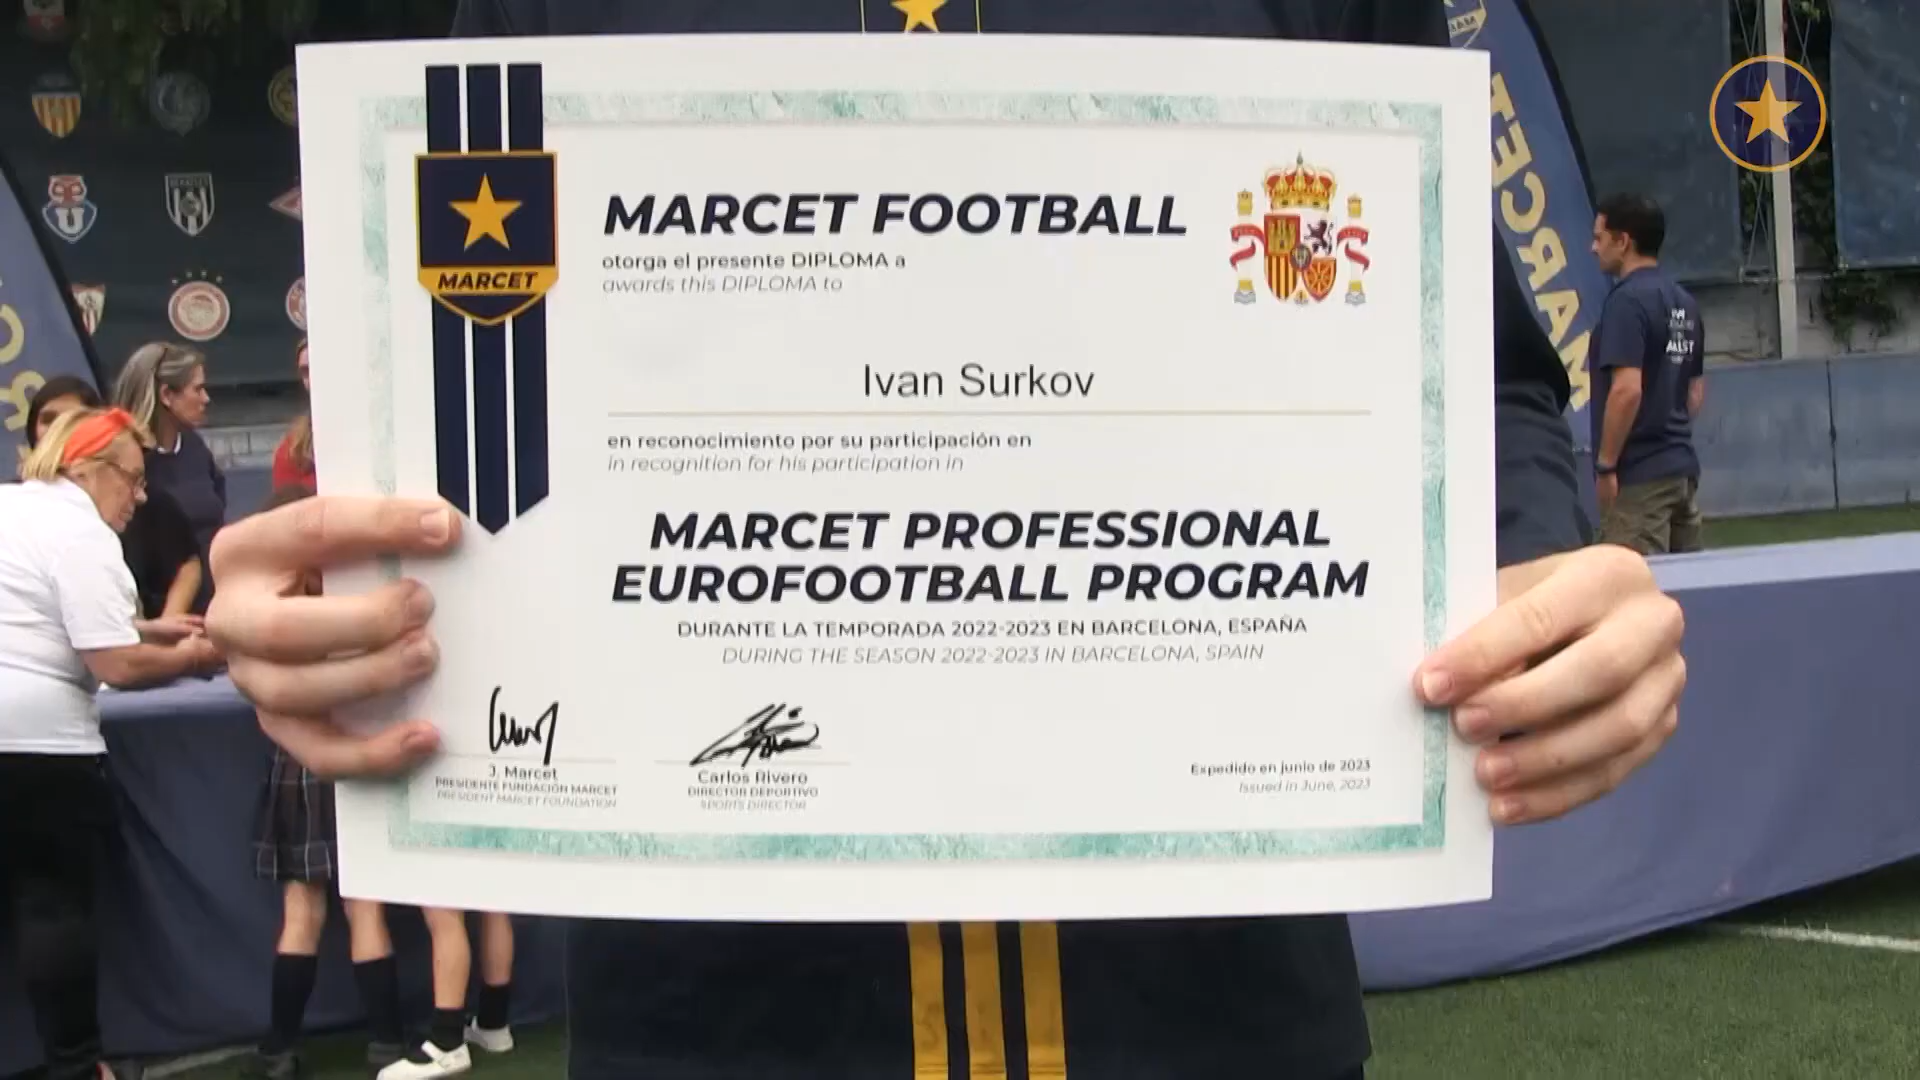 MARCET
MARCET FOOTBALL
otorga el presente DIPLOMA a
awards this DIPLOMA to
Ivan Surkov
en reconocimiento por su participación en
in recognition for his participation in
MARCET PROFESSIONAL
EUROFOOTBALL PROGRAM
DURANTE LA TEMPORADA 2022-2023 EN BARCELONA, ESPAÑA
DURING THE SEASON 2022-2023 IN BARCELONA, SPAIN
J. Marcet
PRESIDENTE FUNDACIÓN MARCET
PRESIDENT MARCET FOUNDATION
Carlos Rivero
DIRECTOR DEPORTIVO
SPORTS DIRECTOR
Expedido en junio de 2023
Issued in June, 2023
MARCET